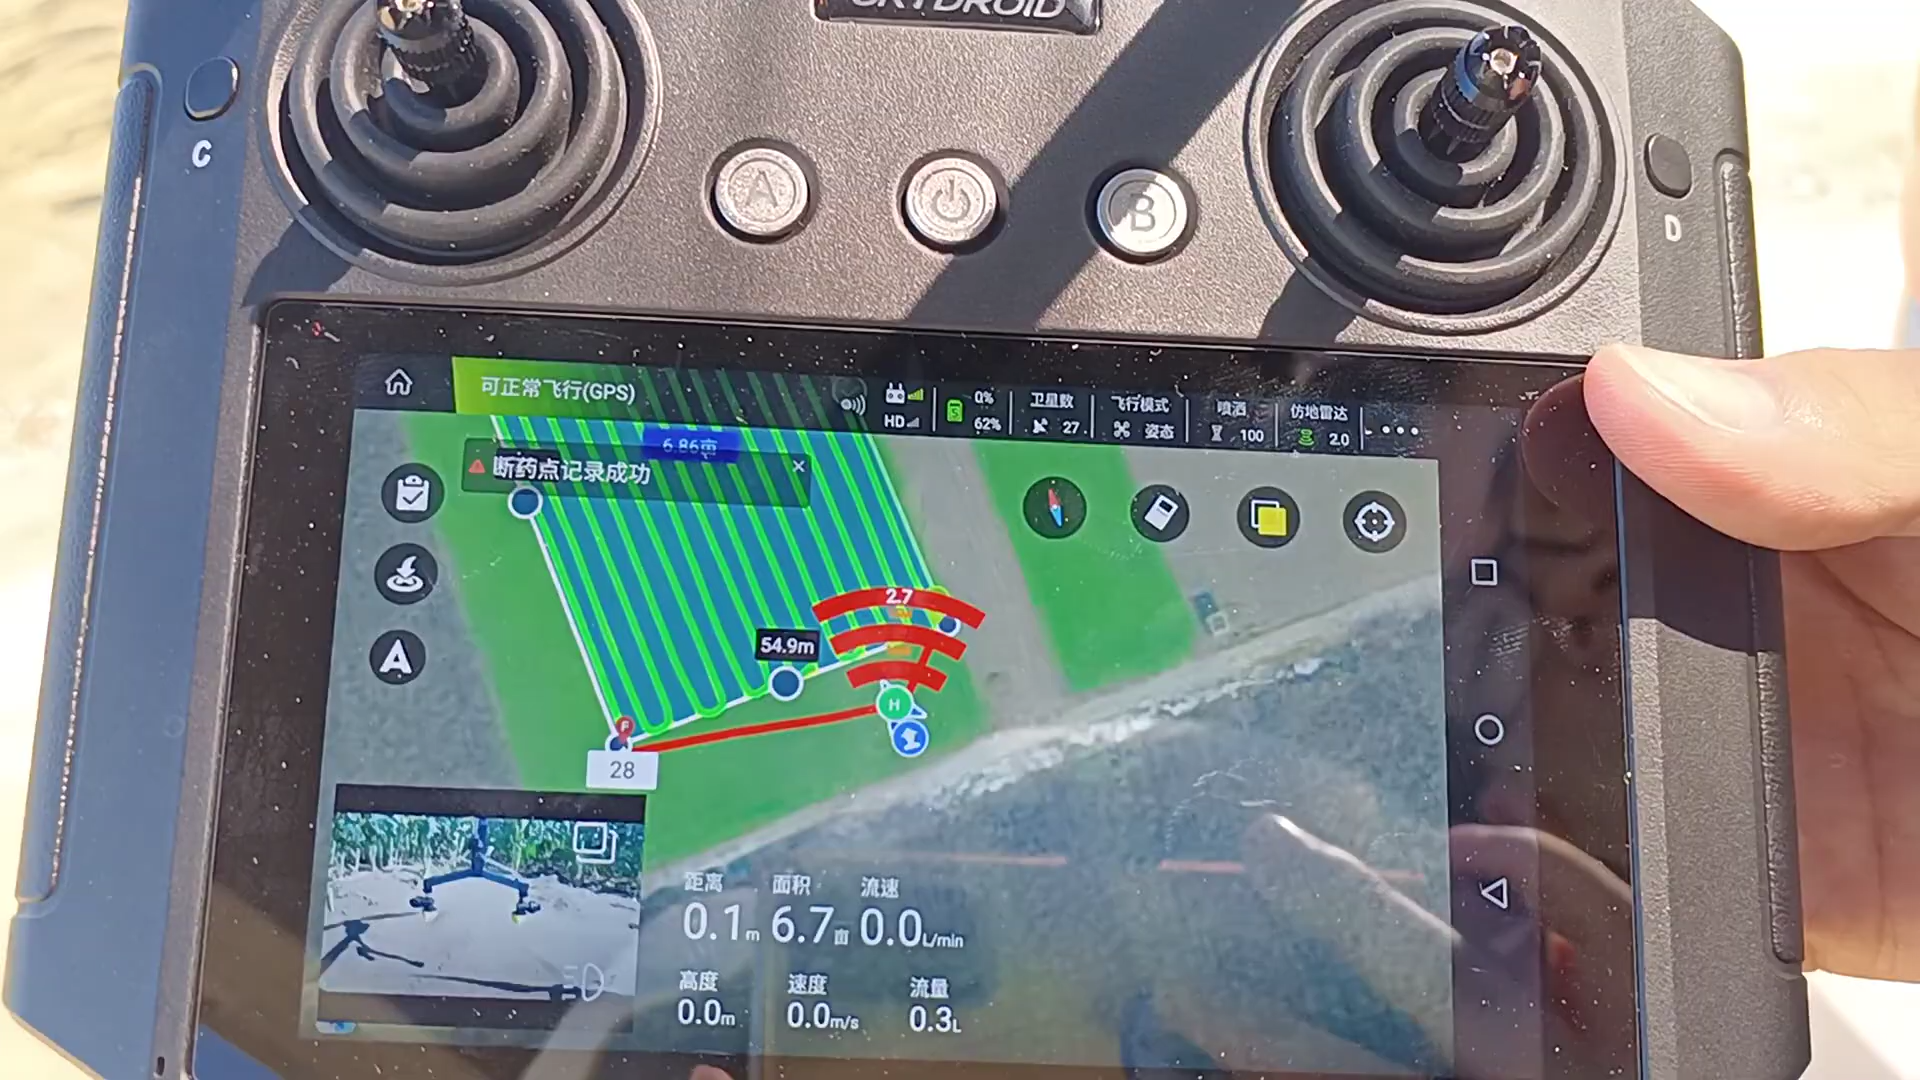 SKYDROID
C
A
B
D
可正常飞行(GPS)
HD
S
0%
62%
卫星数
27
飞行模式
姿态
喷洒
100
仿地雷达
2.0
6.86亩
断药点记录成功
A
2.7
54.9m
H
28
距离 面积 流速
0.1m 6.7亩 0.0L/min
高度 速度 流量
0.0m 0.0m/s 0.3L